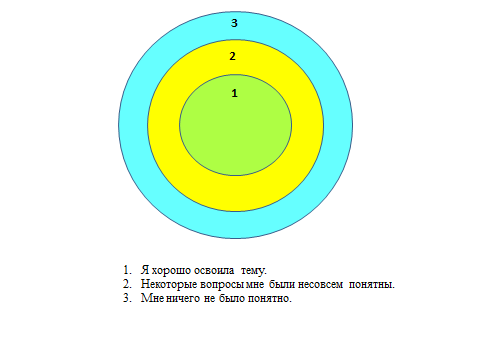 3
2
1
1. Я хорошо освоила тему.
2. Некоторые вопросы мне были несовсем понятны.
3. Мне ничего не было понятно.